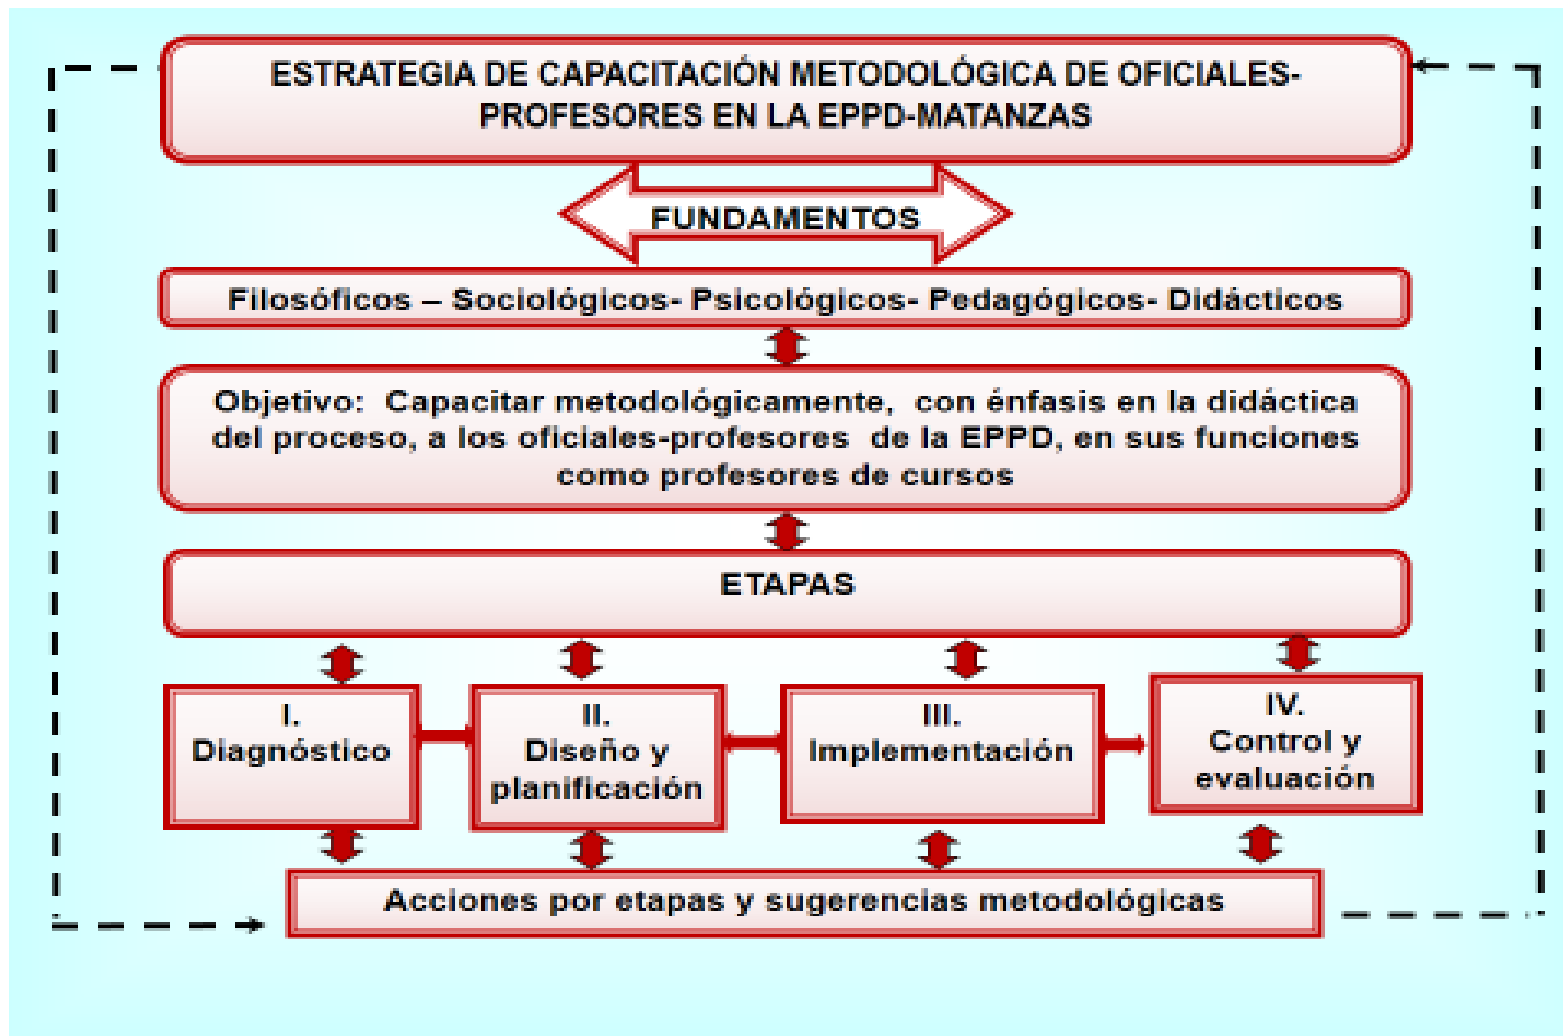 ESTRATEGIA DE CAPACITACIÓN METODOLÓGICA DE OFICIALES-
PROFESORES EN LA EPPD-MATANZAS
FUNDAMENTOS
Filosóficos – Sociológicos- Psicológicos- Pedagógicos- Didácticos
Objetivo:  Capacitar metodológicamente,  con énfasis en la didáctica
del proceso, a los oficiales-profesores  de la EPPD, en sus funciones
como profesores de cursos
ETAPAS
I.
Diagnóstico
II.
Diseño y
planificación
III.
Implementación
IV.
Control y
evaluación
Acciones por etapas y sugerencias metodológicas